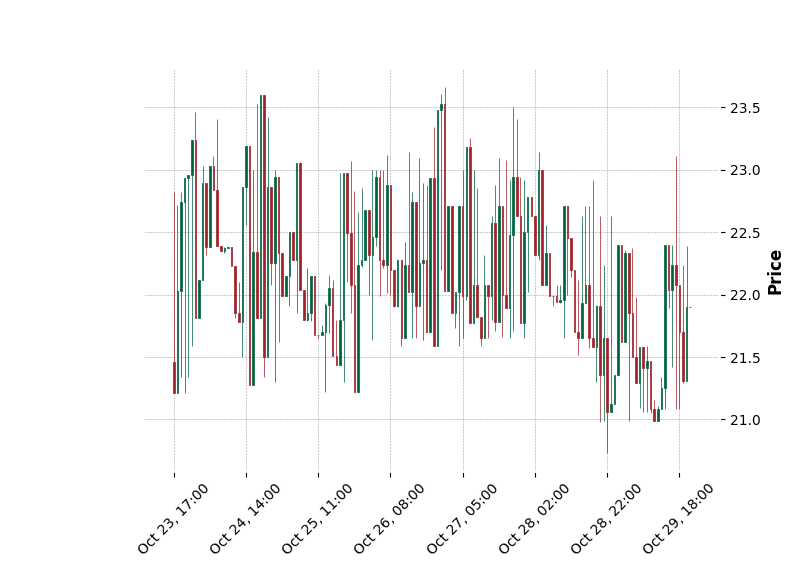 23.5
23.0
22.5
22.0
21.5
21.0
Price
Oct 23, 17:00
Oct 24, 14:00
Oct 25, 11:00
Oct 26, 08:00
Oct 27, 05:00
Oct 28, 02:00
Oct 28, 22:00
Oct 29, 18:00